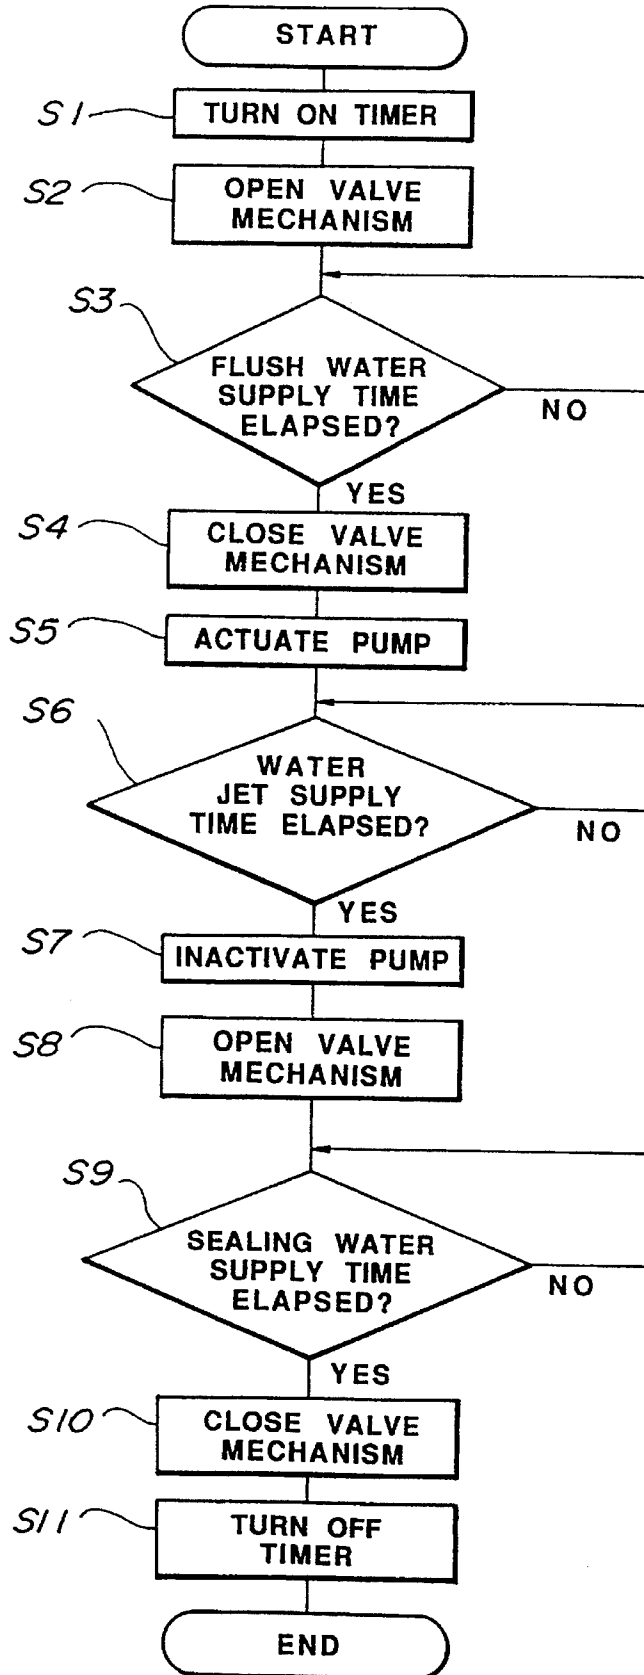 START
S1
TURN ON TIMER
S2
OPEN VALVE
MECHANISM
S3
FLUSH WATER
SUPPLY TIME
ELAPSED?
NO
YES
S4
CLOSE VALVE
MECHANISM
S5
ACTUATE PUMP
S6
WATER
JET SUPPLY
TIME ELAPSED?
NO
YES
S7
INACTIVATE PUMP
S8
OPEN VALVE
MECHANISM
S9
SEALING WATER
SUPPLY TIME
ELAPSED?
NO
YES
S10
CLOSE VALVE
MECHANISM
S11
TURN OFF
TIMER
END